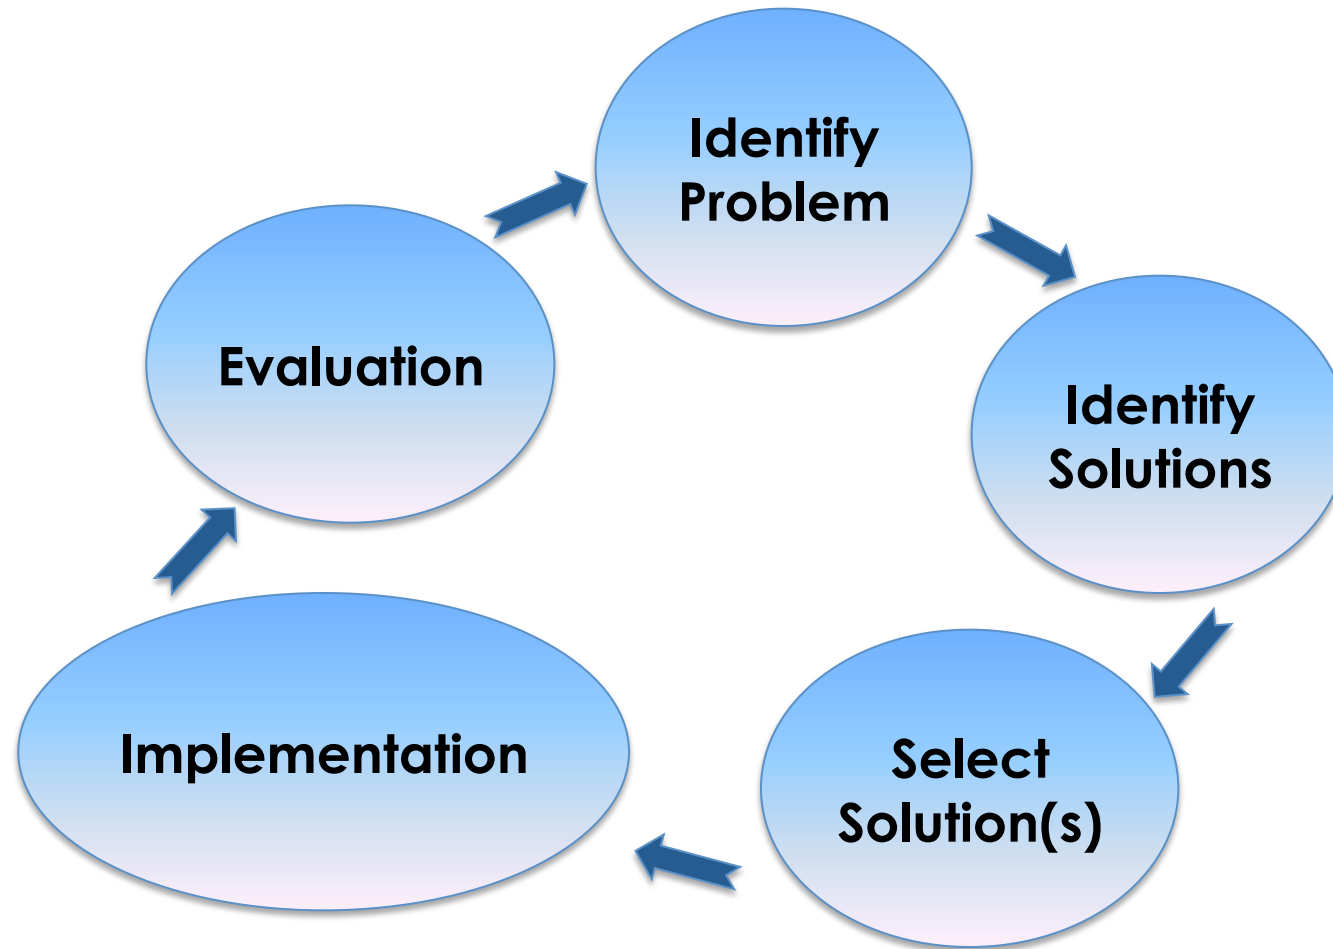 Identify
Problem
Identify
Solutions
Select
Solution(s)
Implementation
Evaluation